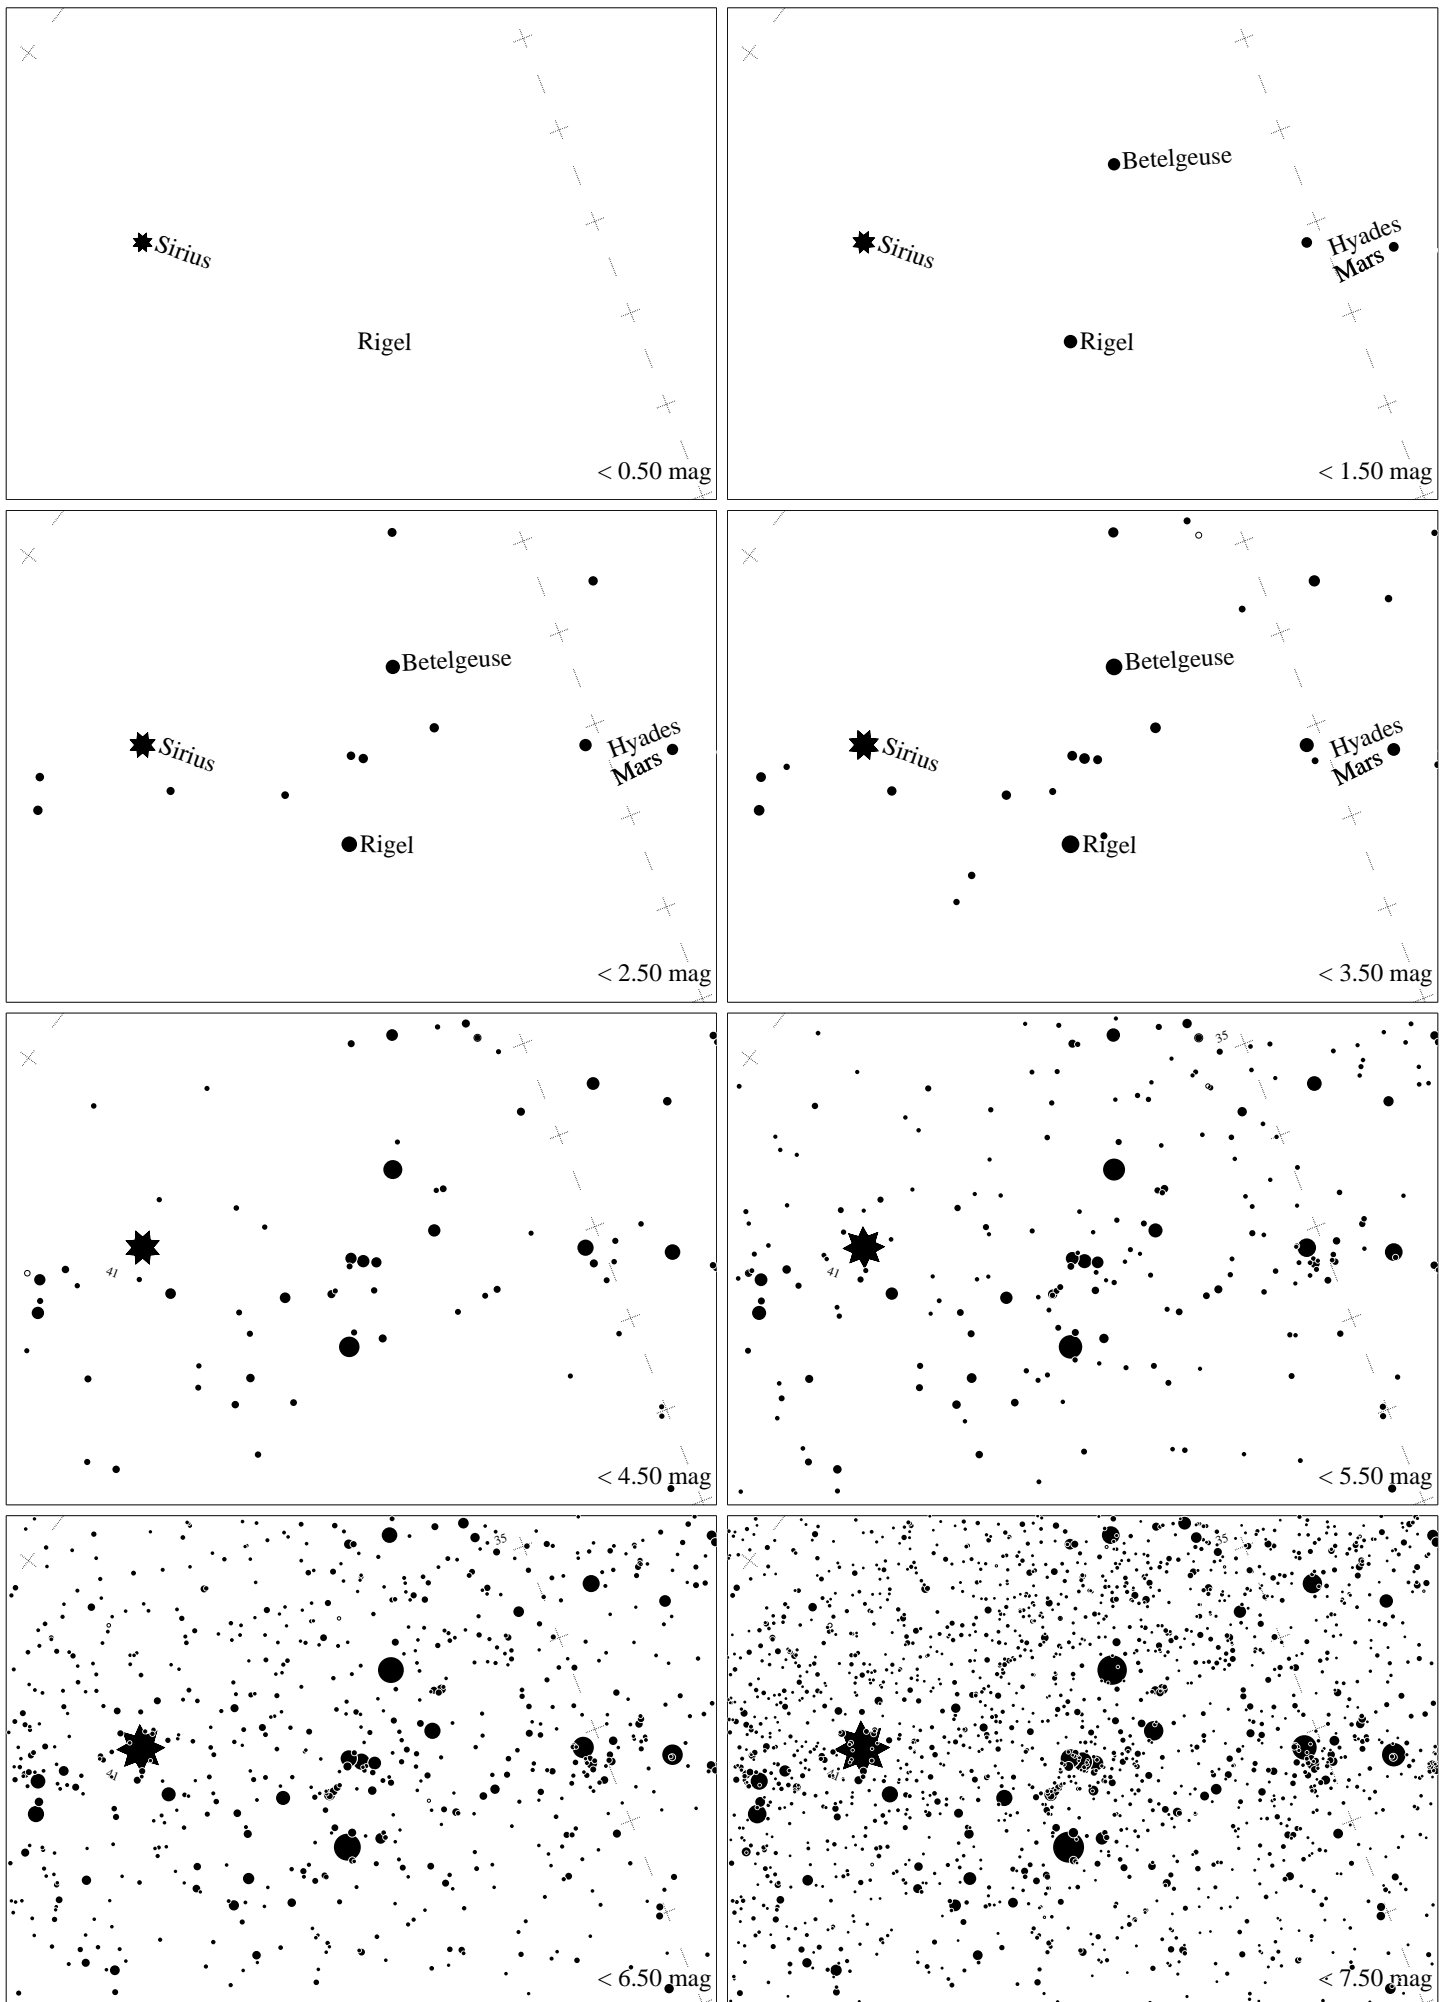 Sirius
Rigel
< 0.50 mag
Betelgeuse
Sirius
Hyades
Mars
Rigel
< 1.50 mag
Betelgeuse
Sirius
Hyades
Mars
Rigel
< 2.50 mag
Betelgeuse
Sirius
Hyades
Mars
Rigel
< 3.50 mag
41
< 4.50 mag
35
41
< 5.50 mag
35
41
< 6.50 mag
35
41
< 7.50 mag